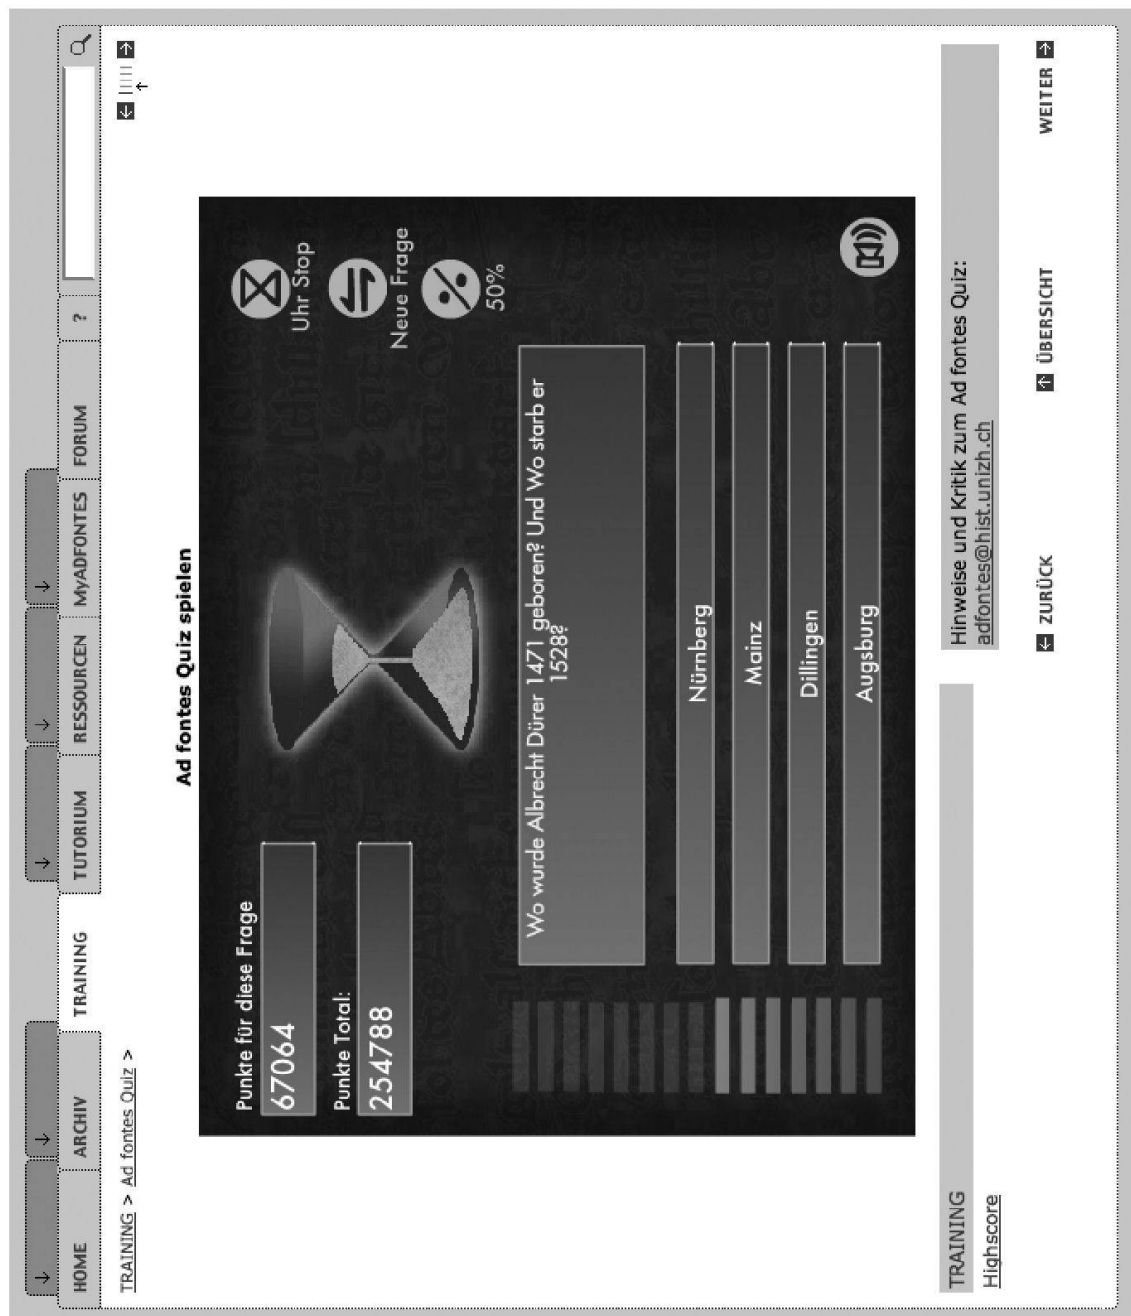 HOME
ARCHIV
TRAINING
TUTORIUM
RESSOURCEN
MyADFONTES
FORUM
?
TRAINING > Ad fontes Quiz >
Ad fontes Quiz spielen
Punkte für diese Frage
67064
Punkte Total:
254788
Uhr Stop
Neue Frage
50%
Wo wurde Albrecht Dürer 1471 geboren? Und Wo starb er
1528?
Nürnberg
Mainz
Dillingen
Augsburg
TRAINING
Highscore
Hinweise und Kritik zum Ad fontes Quiz:
adfontes@hist.unizh.ch
ZURÜCK
ÜBERSICHT
WEITER